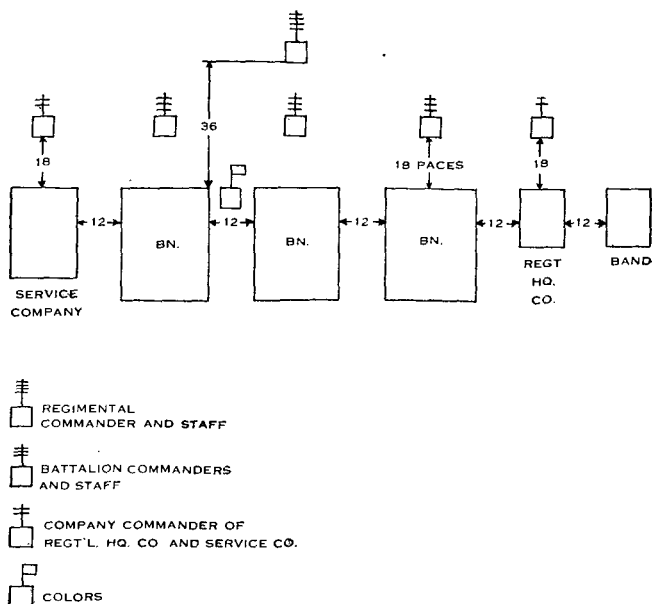 36
18
18 PACES
18
12
BN.
12
BN.
12
BN.
12
12
SERVICE
COMPANY
REGT
HQ.
CO.
BAND
REGIMENTAL
COMMANDER AND STAFF
BATTALION COMMANDERS
AND STAFF
COMPANY COMMANDER OF
REGT'L. HQ. CO AND SERVICE CO.
COLORS